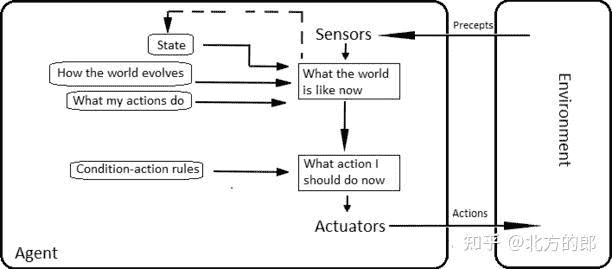 Sensors
Precepts
State
How the world evolves
What the world
is like now
What my actions do
Environment
Condition-action rules
What action I
should do now
Actuators
Actions
Agent
知乎 @北方的郎